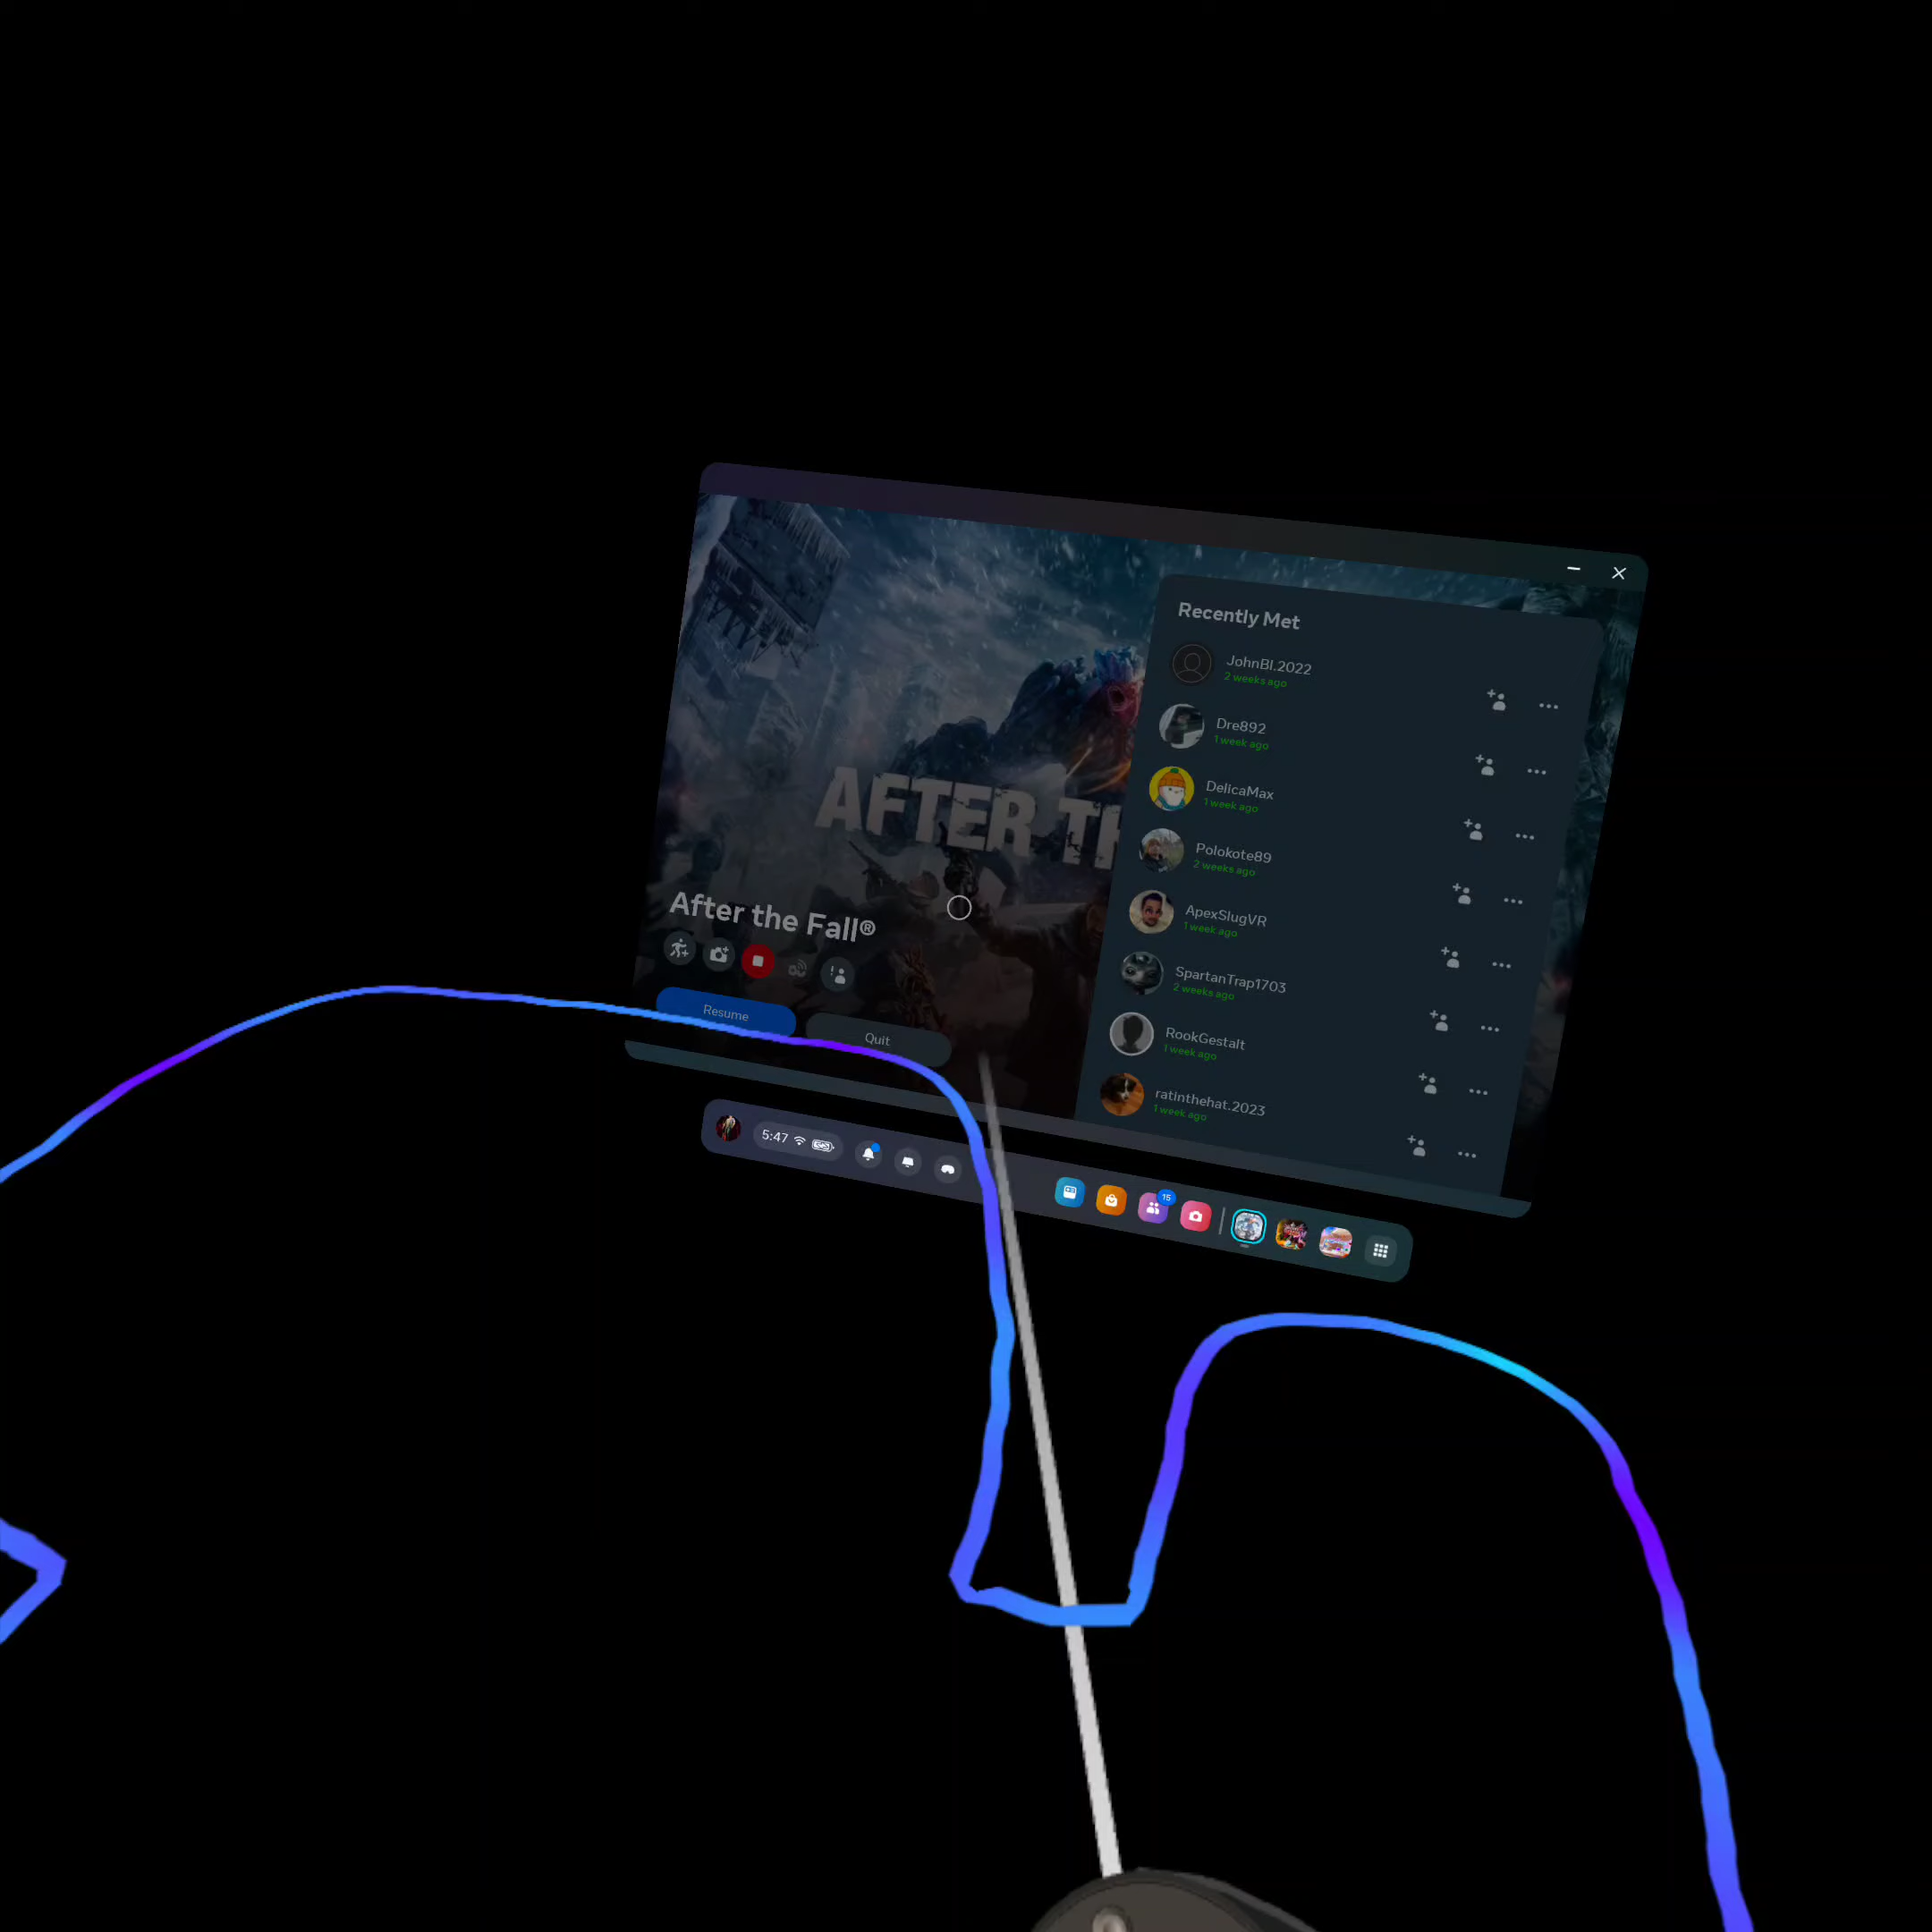 AFTER TH
After the Fall®
Resume
Quit
Recently Met
JohnBl.2022
2 weeks ago
Dre892
1 week ago
DelicaMax
1 week ago
Polokote89
2 weeks ago
ApexSlugVR
1 week ago
SpartanTrap1703
2 weeks ago
RookGestalt
1 week ago
ratinthehat.2023
1 week ago
5:47
15